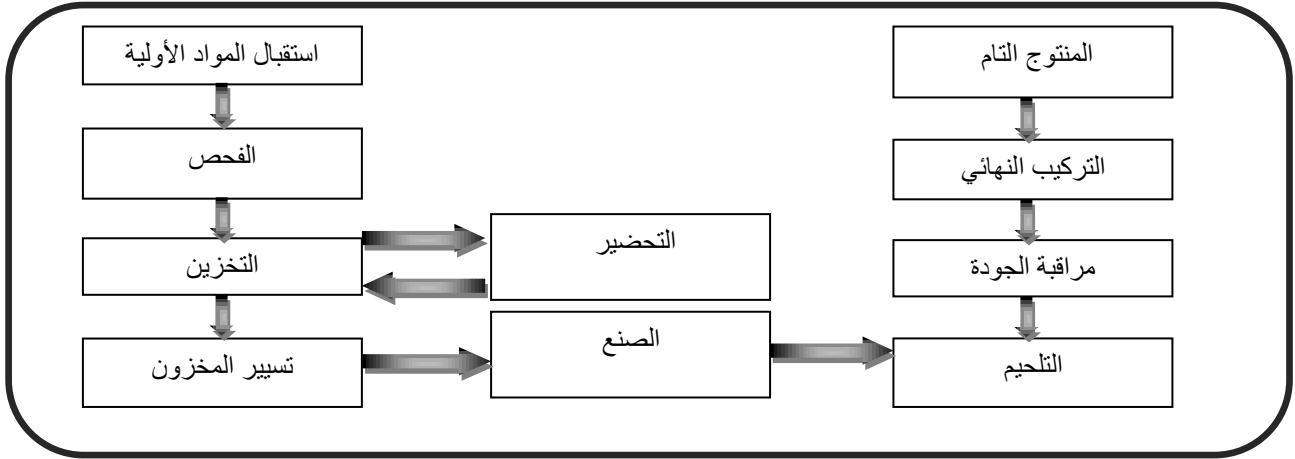 استقبال المواد الأولية
المنتوج التام
الفحص
التركيب النهائي
التحضير
التخزين
مراقبة الجودة
الصنع
تسيير المخزون
التلحيم